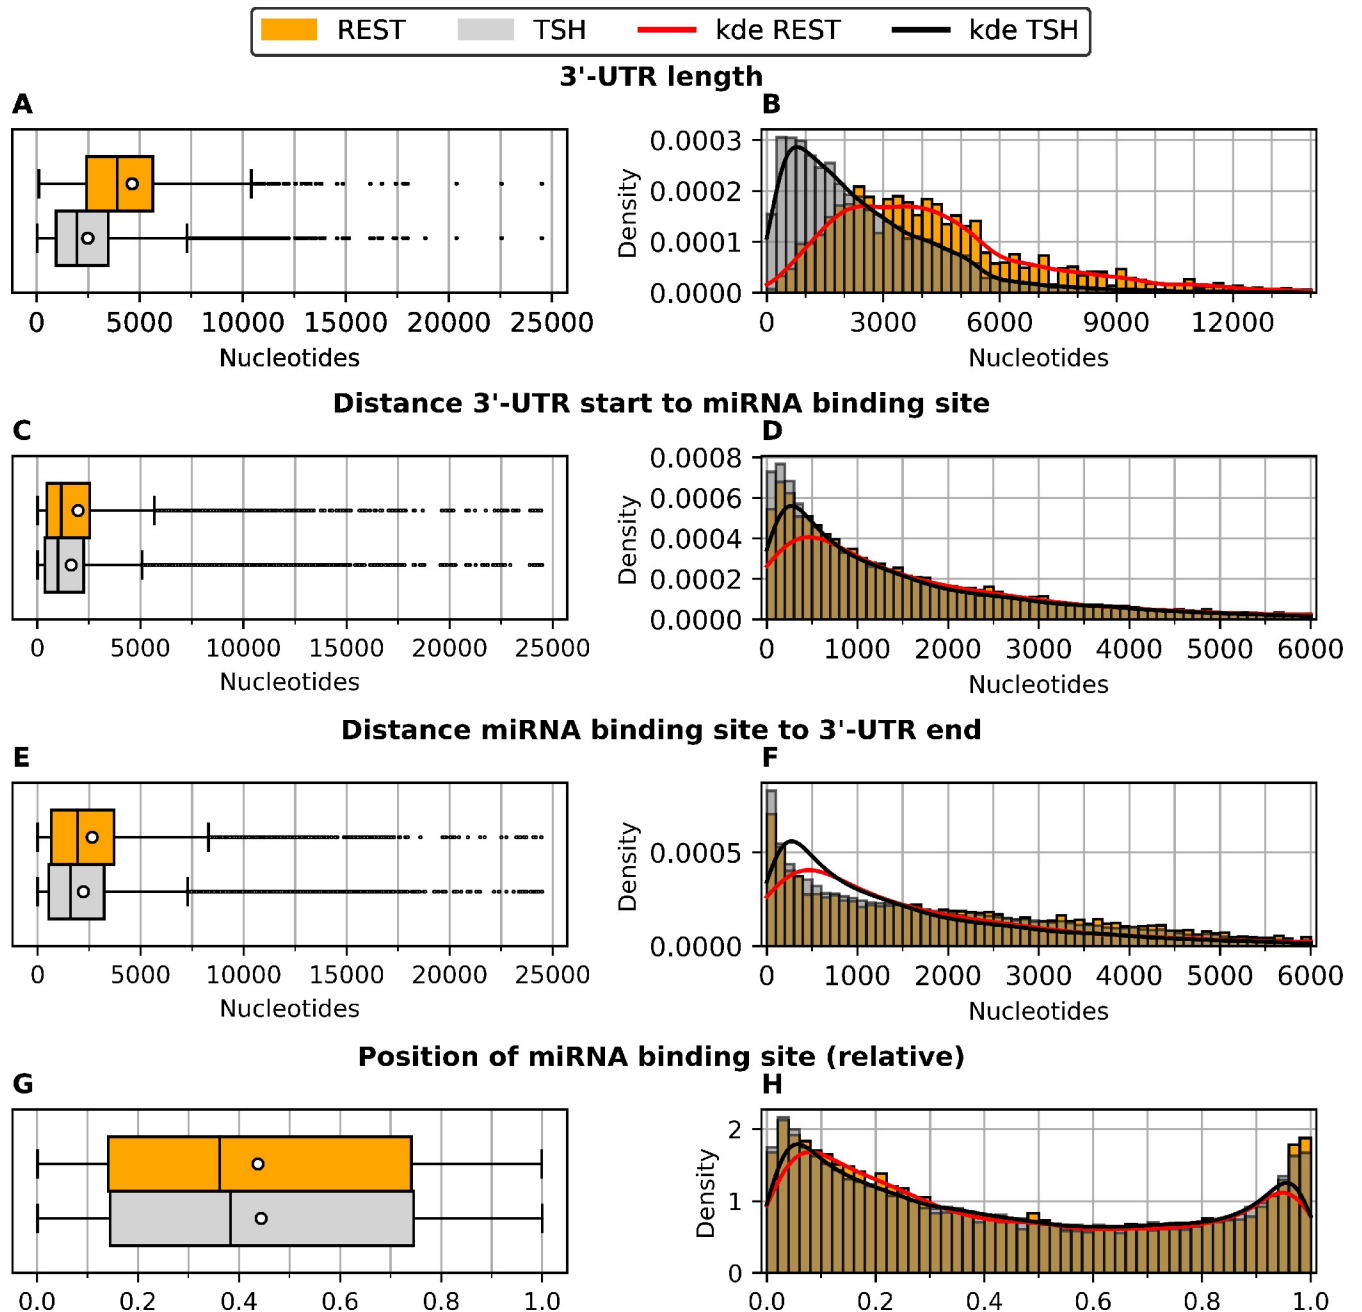 REST TSH kde REST kde TSH
3'-UTR length
A B
0.0003
0.0002
0.0001
0.0000
Density
0 5000 10000 15000 20000 25000
0 3000 6000 9000 12000
Nucleotides Nucleotides
Distance 3'-UTR start to miRNA binding site
C D
0.0008
0.0006
0.0004
0.0002
0.0000
Density
0 5000 10000 15000 20000 25000
0 1000 2000 3000 4000 5000 6000
Nucleotides Nucleotides
Distance miRNA binding site to 3'-UTR end
E F
0.0005
0.0000
Density
0 5000 10000 15000 20000 25000
0 1000 2000 3000 4000 5000 6000
Nucleotides Nucleotides
Position of miRNA binding site (relative)
G H
2
1
0
Density
0.0 0.2 0.4 0.6 0.8 1.0
0.0 0.2 0.4 0.6 0.8 1.0